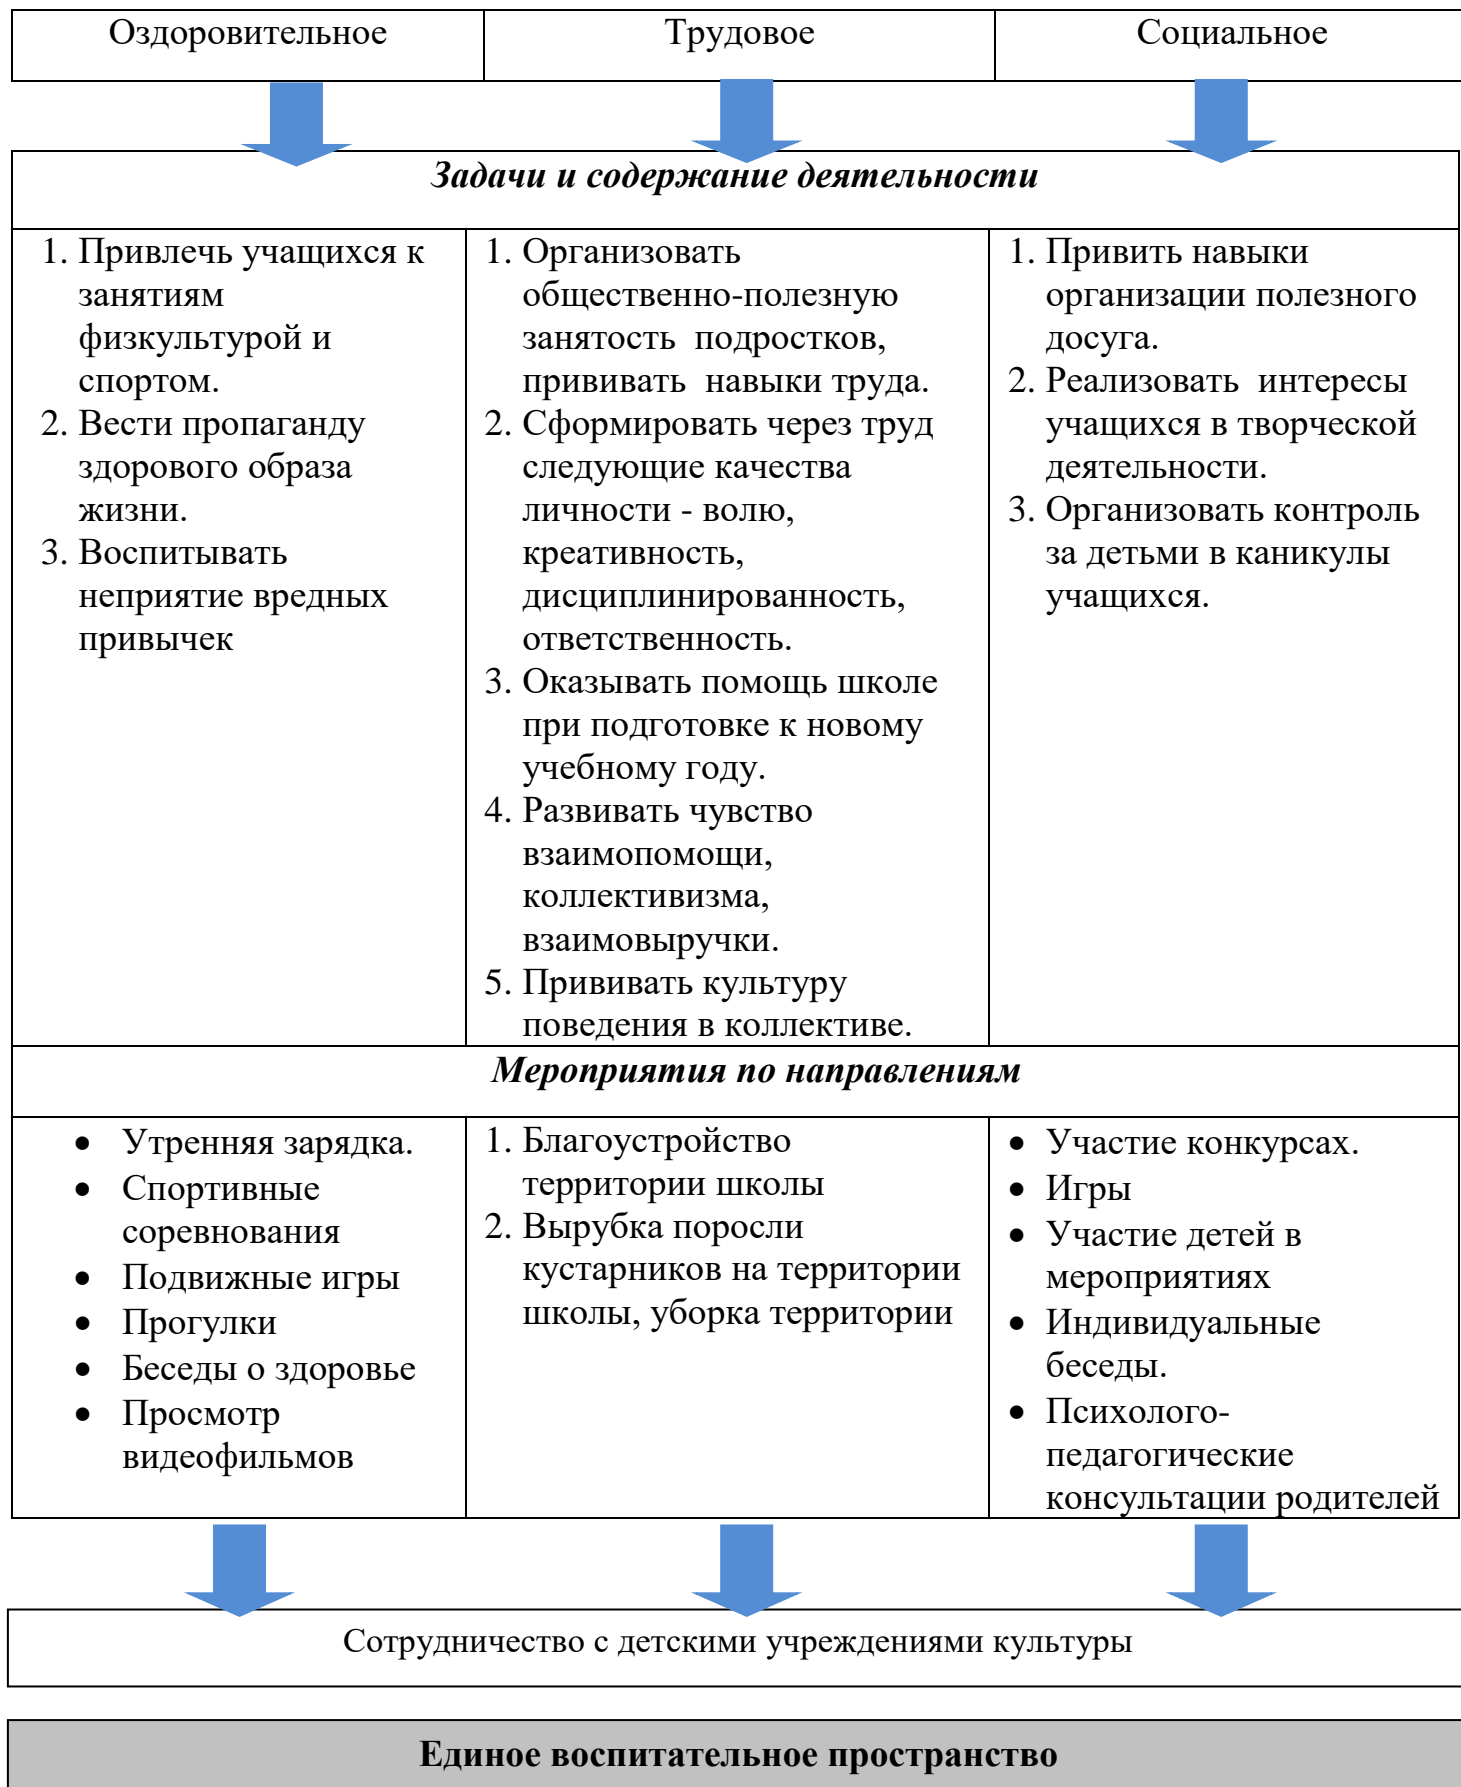 Оздоровительное
Трудовое
Социальное
Задачи и содержание деятельности
1. Привлечь учащихся к
занятиям
физкультурой и
спортом.
2. Вести пропаганду
здорового образа
жизни.
3. Воспитывать
неприятие вредных
привычек
1. Организовать
общественно-полезную
занятость подростков,
прививать навыки труда.
2. Сформировать через труд
следующие качества
личности - волю,
креативность,
дисциплинированность,
ответственность.
3. Оказывать помощь школе
при подготовке к новому
учебному году.
4. Развивать чувство
взаимопомощи,
коллективизма,
взаимовыручки.
5. Прививать культуру
поведения в коллективе.
1. Привить навыки
организации полезного
досуга.
2. Реализовать интересы
учащихся в творческой
деятельности.
3. Организовать контроль
за детьми в каникулы
учащихся.
Мероприятия по направлениям
• Утренняя зарядка.
• Спортивные
соревнования
• Подвижные игры
• Прогулки
• Беседы о здоровье
• Просмотр
видеофильмов
1. Благоустройство
территории школы
2. Вырубка поросли
кустарников на территории
школы, уборка территории
• Участие конкурсах.
• Игры
• Участие детей в
мероприятиях
• Индивидуальные
беседы.
• Психолого-
педагогические
консультации родителей
Сотрудничество с детскими учреждениями культуры
Единое воспитательное пространство